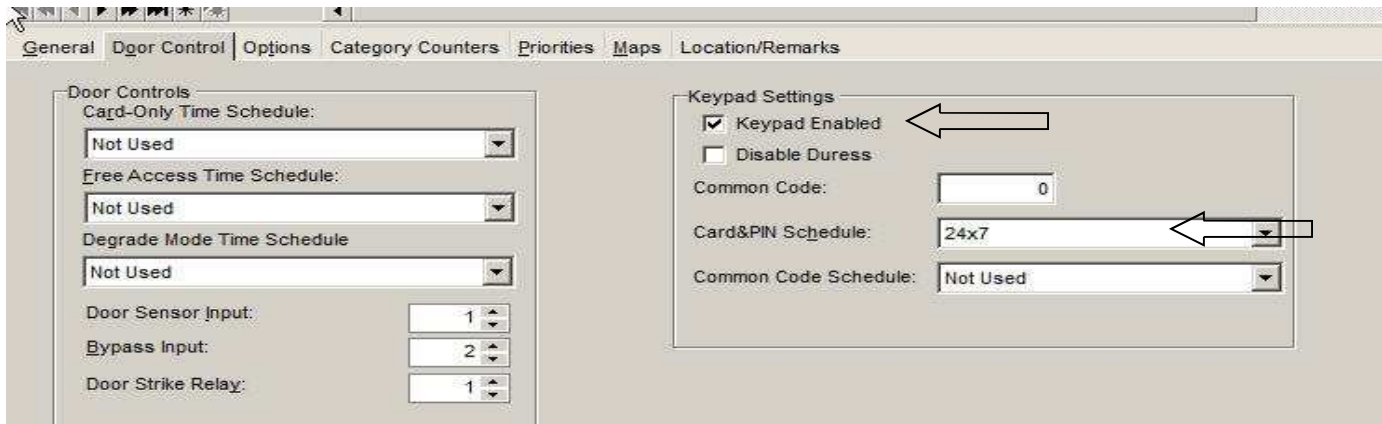 General Door Control Options Category Counters Priorities Maps Location/Remarks
Door Controls
Card-Only Time Schedule:
Not Used
Free Access Time Schedule:
Not Used
Degrade Mode Time Schedule
Not Used
Door Sensor Input:
1
Bypass Input:
2
Door Strike Relay:
1
Keypad Settings
Keypad Enabled
Disable Duress
Common Code:
0
Card&PIN Schedule:
24x7
Common Code Schedule:
Not Used